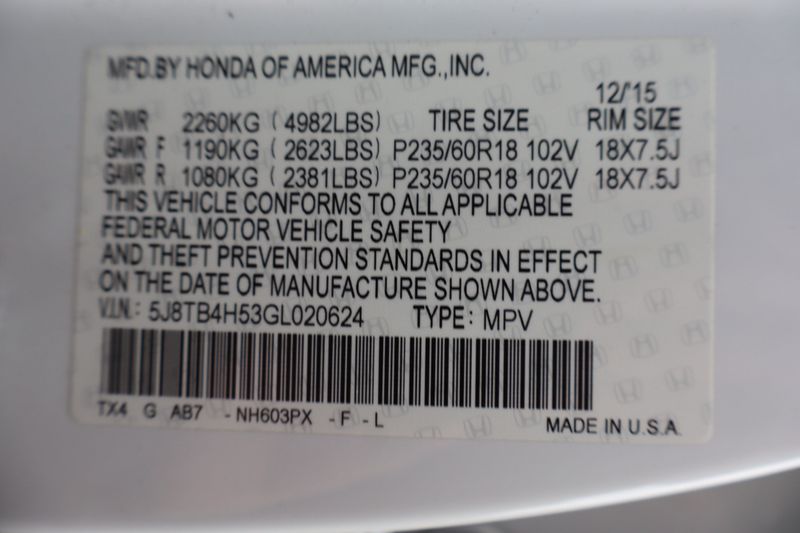 MFD.BY HONDA OF AMERICA MFG.,INC.
12/'15
GVWR 2260KG (4982LBS) TIRE SIZE RIM SIZE
GAWR F 1190KG (2623LBS) P235/60R18 102V 18X7.5J
GAWR R 1080KG (2381LBS) P235/60R18 102V 18X7.5J
THIS VEHICLE CONFORMS TO ALL APPLICABLE
FEDERAL MOTOR VEHICLE SAFETY
AND THEFT PREVENTION STANDARDS IN EFFECT
ON THE DATE OF MANUFACTURE SHOWN ABOVE.
V.I.N.: 5J8TB4H53GL020624 TYPE: MPV
TX4 G AB7 -NH603PX -F -L
MADE IN U.S.A.